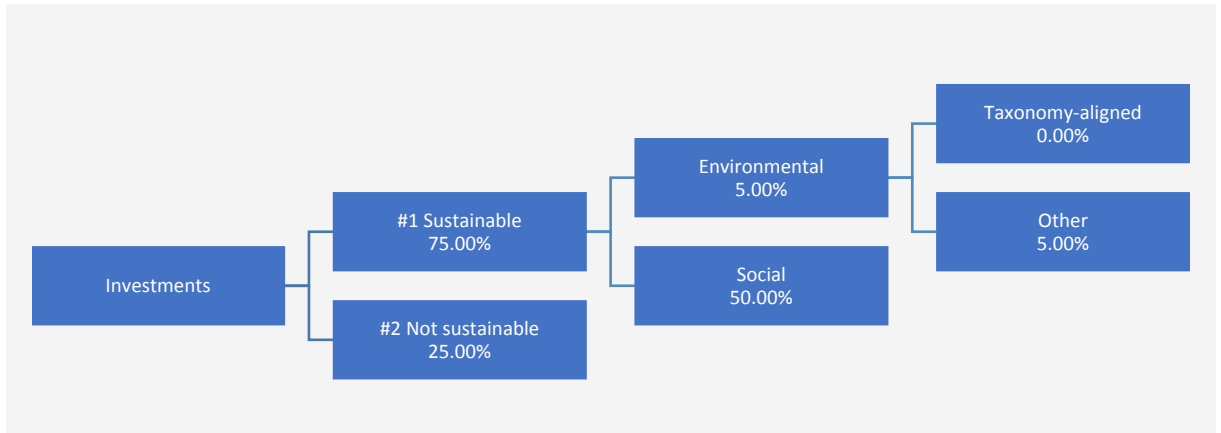 Investments
#1 Sustainable
75.00%
#2 Not sustainable
25.00%
Environmental
5.00%
Social
50.00%
Taxonomy-aligned
0.00%
Other
5.00%